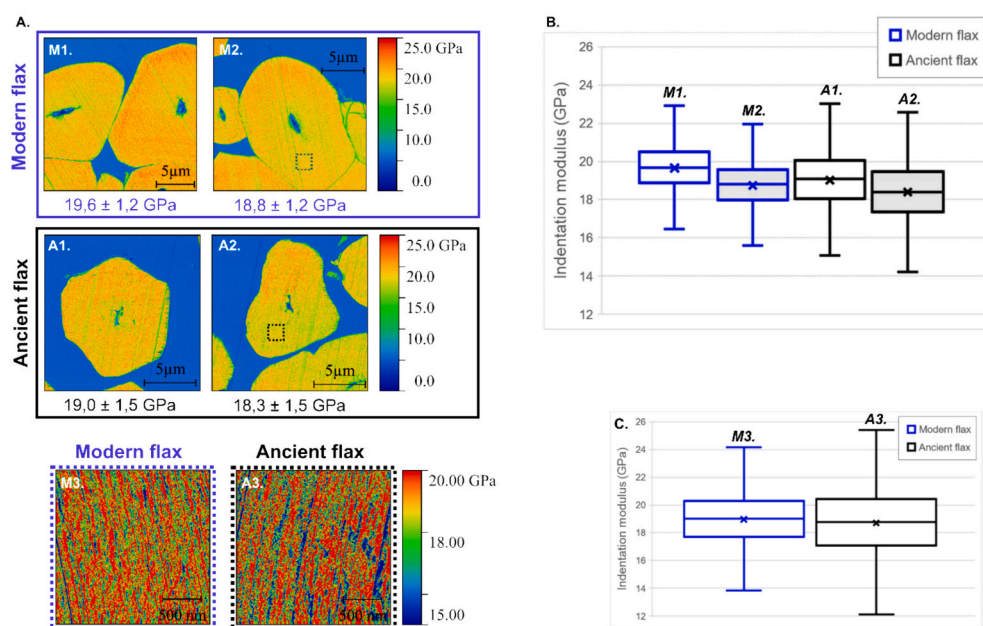 A.
M1.
M2.
5µm
5µm
25.0 GPa
20.0
15.0
10.0
5.0
0.0
Modern flax
19,6 ± 1,2 GPa
18,8 ± 1,2 GPa
A1.
A2.
5µm
5µm
25.0 GPa
20.0
15.0
10.0
5.0
0.0
Ancient flax
19,0 ± 1,5 GPa
18,3 ± 1,5 GPa
Modern flax
Ancient flax
M3.
A3.
500 nm
500 nm
20.00 GPa
18.00
16.00
15.00
B.
Modern flax
Ancient flax
Indentation modulus (GPa)
26
24
22
20
18
16
14
12
M1.
M2.
A1.
A2.
C.
Modern flax
Ancient flax
Indentation modulus (GPa)
26
24
22
20
18
16
14
12
M3.
A3.